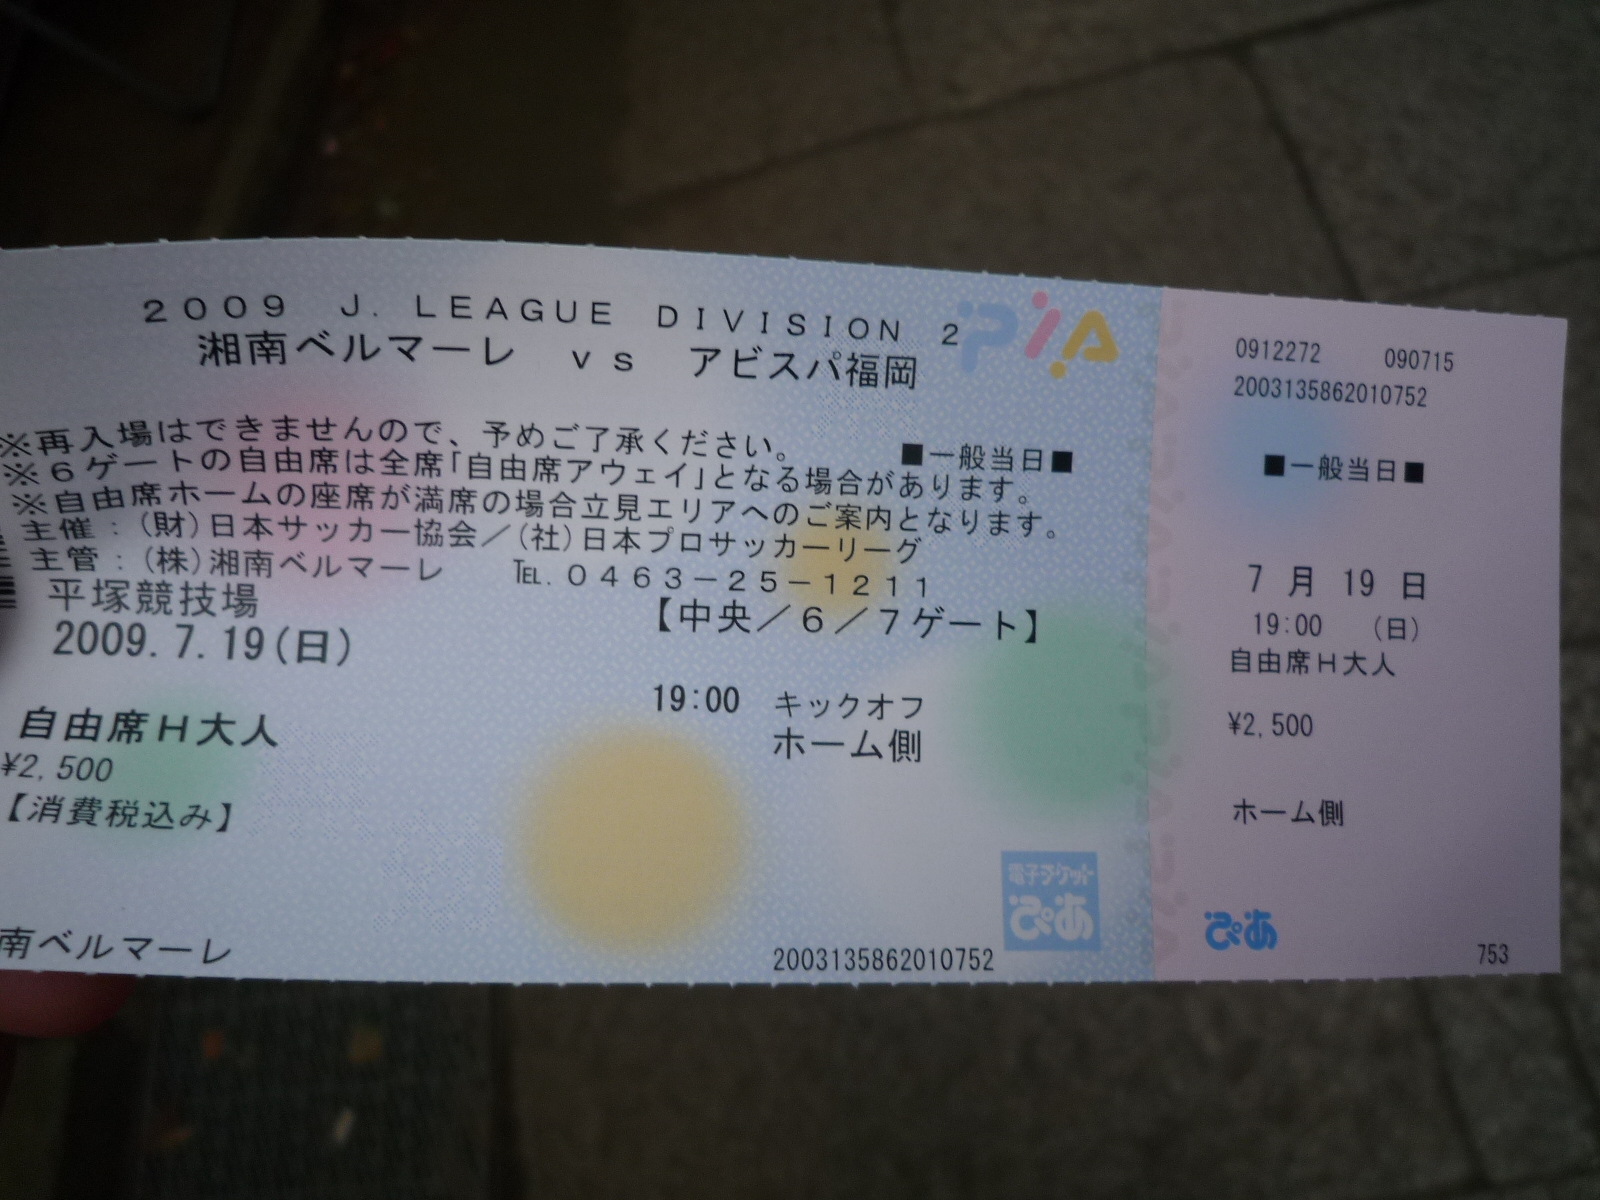 2009 J. LEAGUE DIVISION 2
PIA
湘南ベルマーレ vs アビスパ福岡
※再入場はできませんので、予めご了承ください。 ■一般当日■
※6ゲートの自由席は全席「自由席アウェイ」となる場合があります。
※自由席ホームの座席が満席の場合立見エリアへのご案内となります。
主催:(財)日本サッカー協会/(社)日本プロサッカーリーグ
主管:(株)湘南ベルマーレ ℡.0463-25-1211
平塚競技場 【中央/6/7ゲート】
2009.7.19(日)
19:00 キックオフ
自由席H大人 ホーム側
¥2,500
【消費税込み】
電子チケット
ぴあ
南ベルマーレ
2003135862010752
0912272 090715
2003135862010752
■一般当日■
7月19日
19:00 (日)
自由席H大人
¥2,500
ホーム側
ぴあ
753